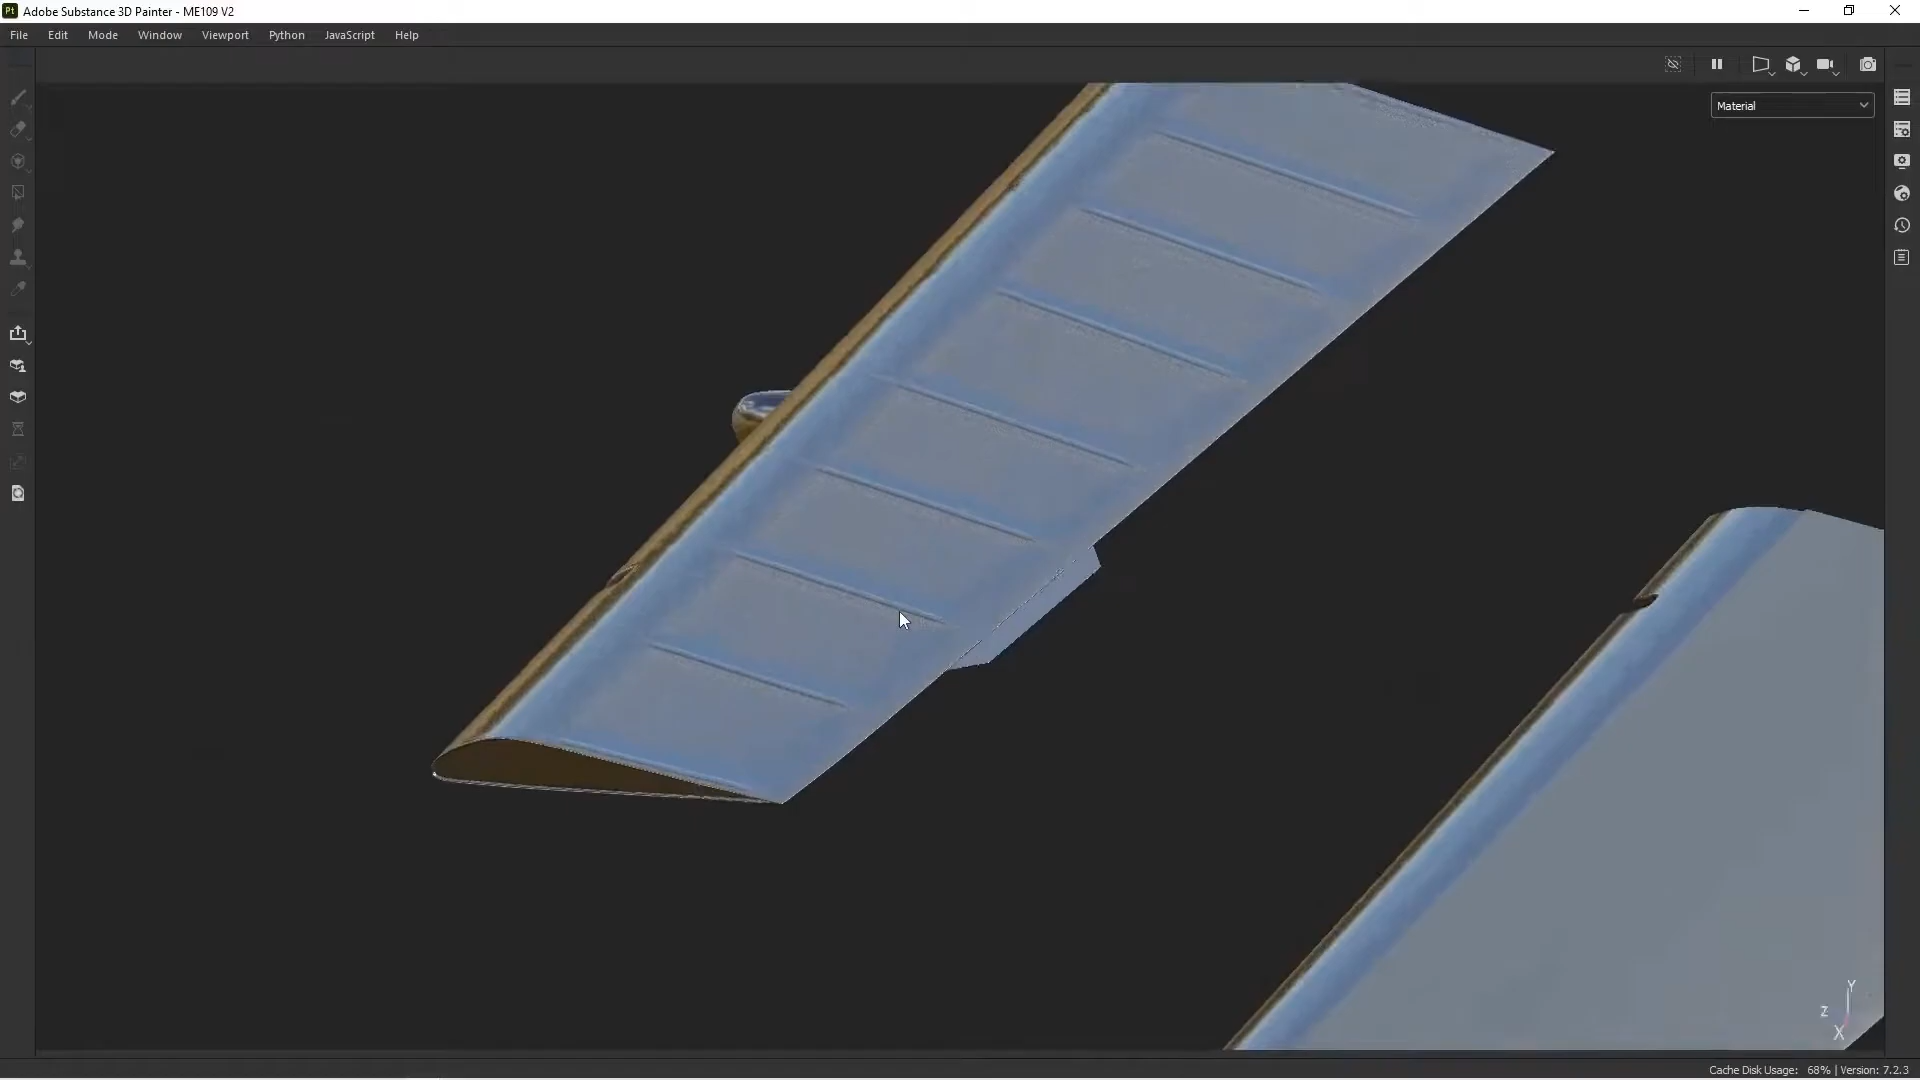 Pt Adobe Substance 3D Painter - ME109 V2
File Edit Mode Window Viewport Python JavaScript Help
Material
Y
Z
X
Cache Disk Usage: 68% | Version: 7.2.3